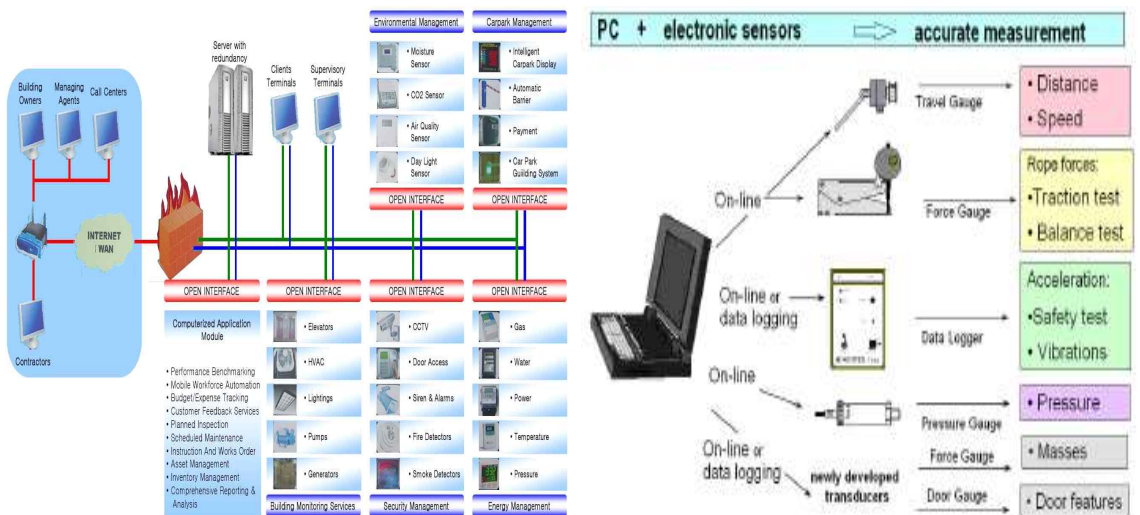 Environmental Management
Carpark Management
Server with
redundancy
Clients
Terminals
Supervisory
Terminals
Building
Owners
Managing
Agents
Call Centers
• Moisture
Sensor
• CO2 Sensor
• Air Quality
Sensor
• Day Light
Sensor
• Intelligent
Carpark Display
• Automatic
Barrier
• Payment
• Car Park
Guilding System
OPEN INTERFACE
OPEN INTERFACE
INTERNET
/ WAN
Contractors
OPEN INTERFACE
OPEN INTERFACE
OPEN INTERFACE
OPEN INTERFACE
Computerized Application
Module
• Performance Benchmarking
• Mobile Workforce Automation
• Budget/Expense Tracking
• Customer Feedback Services
• Planned Inspection
• Scheduled Maintenance
• Instruction And Works Order
• Asset Management
• Inventory Management
• Comprehensive Reporting &
Analysis
• Elevators
• HVAC
• Lightings
• Pumps
• Generators
Building Monitoring Services
• CCTV
• Door Access
• Siren & Alarms
• Fire Detectors
• Smoke Detectors
Security Management
• Gas
• Water
• Power
• Temperature
• Pressure
Energy Management
PC + electronic sensors
accurate measurement
On-line
Travel Gauge
• Distance
• Speed
Force Gauge
Rope forces:
•Traction test
• Balance test
On-line or
data logging
Data Logger
Acceleration:
•Safety test
• Vibrations
On-line
Pressure Gauge
• Pressure
On-line or
data logging
newly developed
transducers
Force Gauge
• Masses
Door Gauge
• Door features